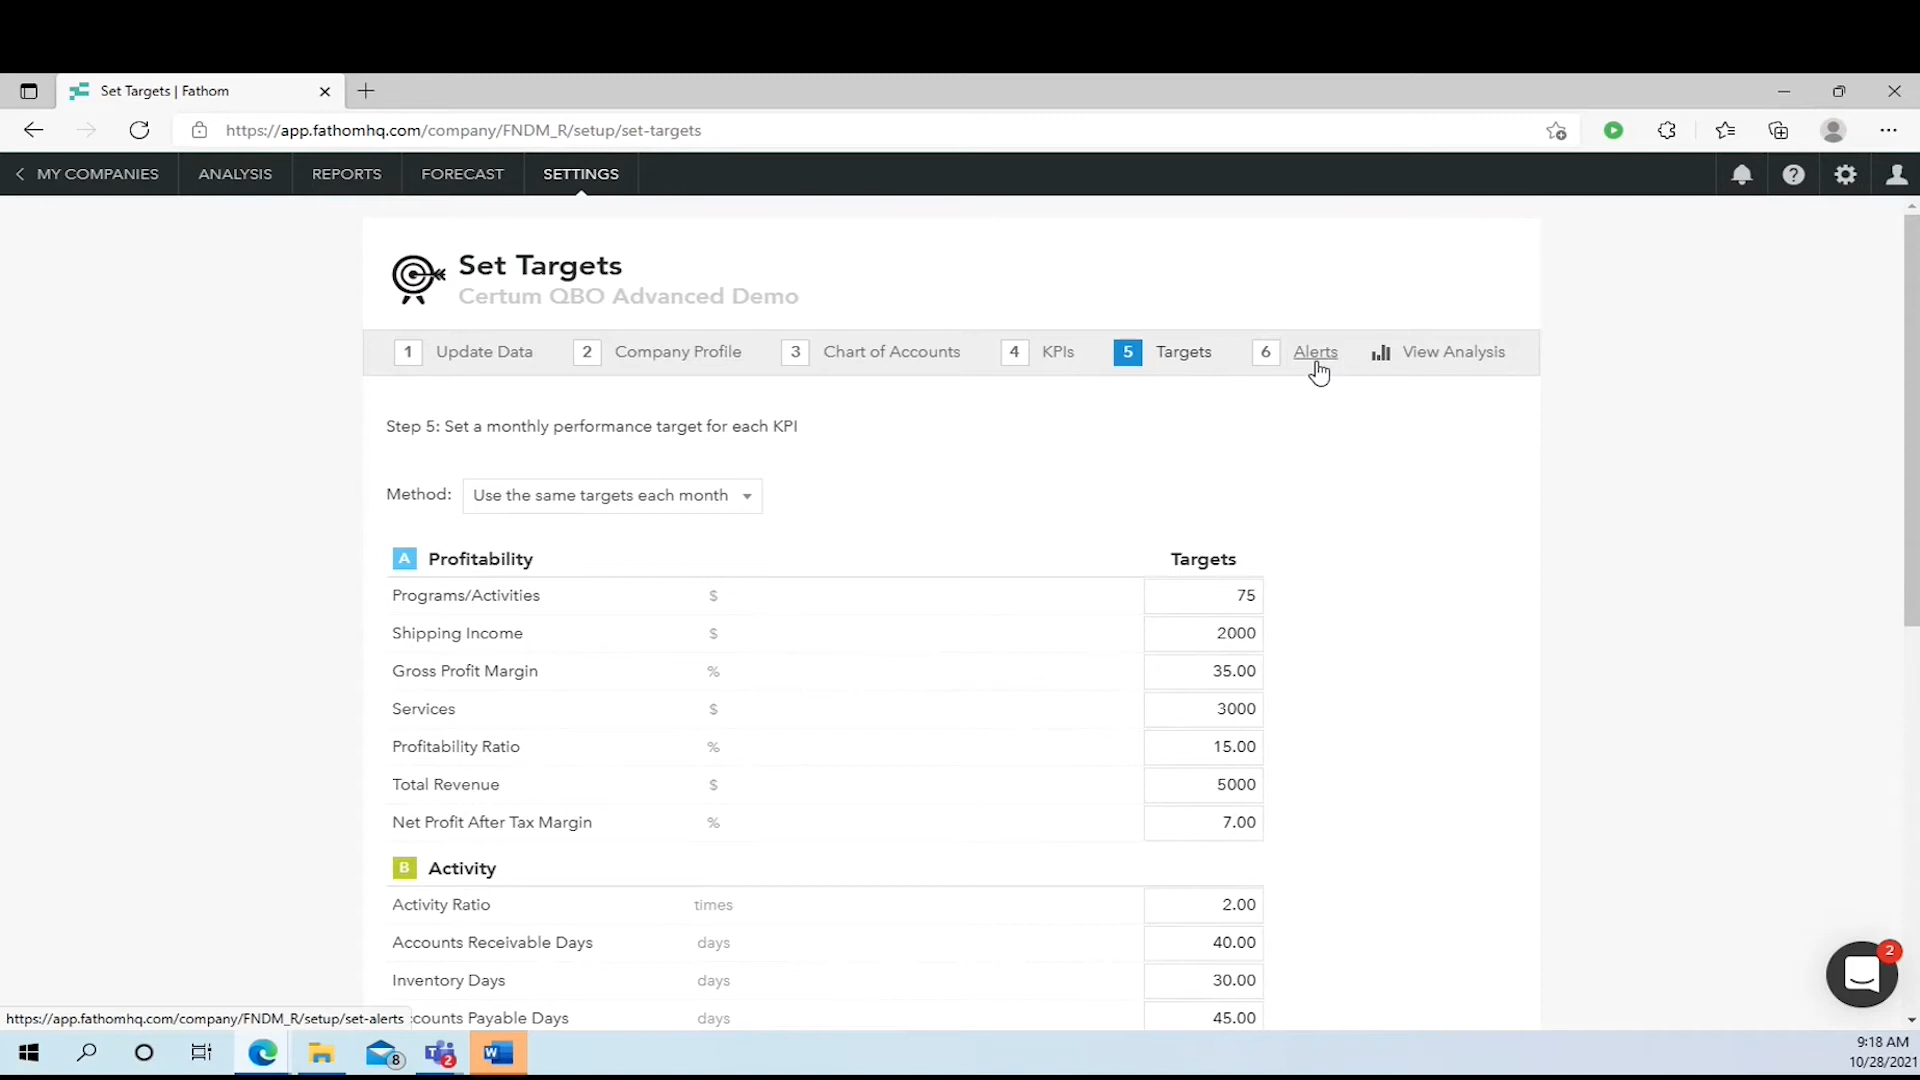 Set Targets | Fathom
https://app.fathomhq.com/company/FNDM_R/setup/set-targets
MY COMPANIES ANALYSIS REPORTS FORECAST SETTINGS
Set Targets
Certum QBO Advanced Demo
1 Update Data 2 Company Profile 3 Chart of Accounts 4 KPIs 5 Targets 6 Alerts View Analysis
Step 5: Set a monthly performance target for each KPI
Method: Use the same targets each month
A Profitability Targets
Programs/Activities $ 75
Shipping Income $ 2000
Gross Profit Margin % 35.00
Services $ 3000
Profitability Ratio % 15.00
Total Revenue $ 5000
Net Profit After Tax Margin % 7.00
B Activity
Activity Ratio times 2.00
Accounts Receivable Days days 40.00
Inventory Days days 30.00
2
https://app.fathomhq.com/company/FNDM_R/setup/set-alerts counts Payable Days days 45.00
8 2 W
9:18 AM
10/28/2021